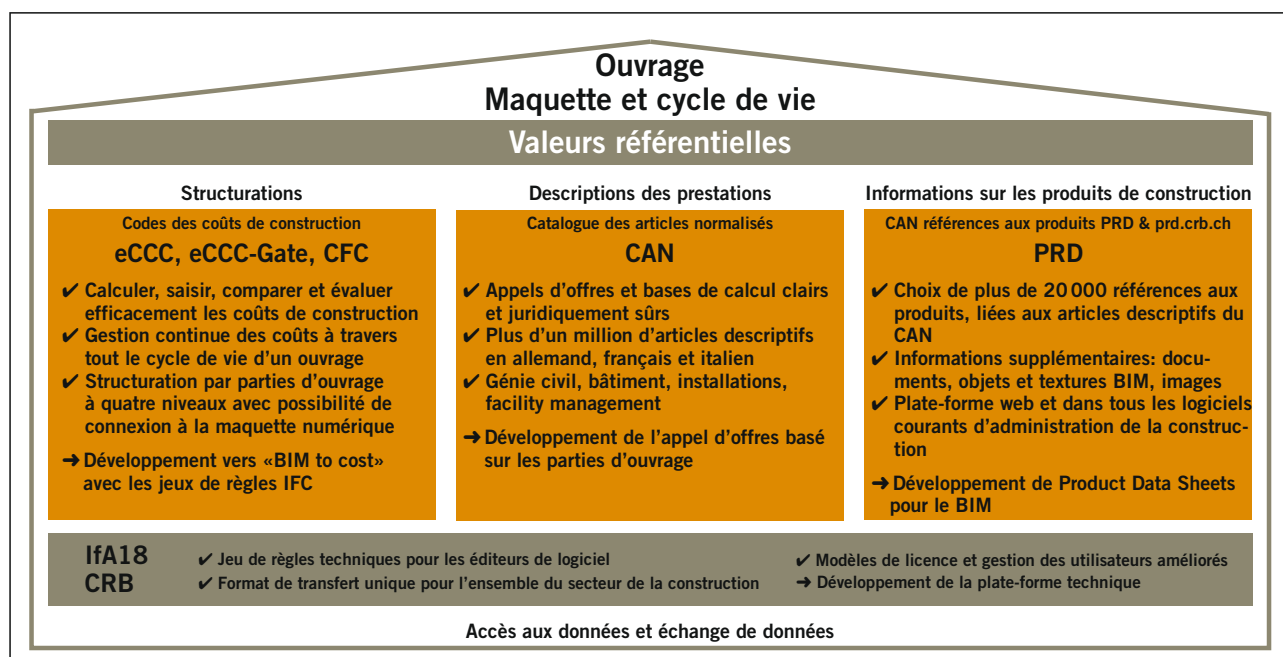 Ouvrage
Maquette et cycle de vie
Valeurs référentielles
Structurations
Codes des coûts de construction
eCCC, eCCC-Gate, CFC
✔ Calculer, saisir, comparer et évaluer
efficacement les coûts de construction
✔ Gestion continue des coûts à travers
tout le cycle de vie d'un ouvrage
✔ Structuration par parties d'ouvrage
à quatre niveaux avec possibilité de
connexion à la maquette numérique
➜ Développement vers «BIM to cost»
avec les jeux de règles IFC
Descriptions des prestations
Catalogue des articles normalisés
CAN
✔ Appels d'offres et bases de calcul clairs
et juridiquement sûrs
✔ Plus d'un million d'articles descriptifs
en allemand, français et italien
✔ Génie civil, bâtiment, installations,
facility management
➜ Développement de l'appel d'offres basé
sur les parties d'ouvrage
Informations sur les produits de construction
CAN références aux produits PRD & prd.crb.ch
PRD
✔ Choix de plus de 20 000 références aux
produits, liées aux articles descriptifs du
CAN
✔ Informations supplémentaires: docu-
ments, objets et textures BIM, images
✔ Plate-forme web et dans tous les logiciels
courants d'administration de la construc-
tion
➜ Développement de Product Data Sheets
pour le BIM
IfA18
CRB
✔ Jeu de règles techniques pour les éditeurs de logiciel
✔ Format de transfert unique pour l'ensemble du secteur de la construction
✔ Modèles de licence et gestion des utilisateurs améliorés
➜ Développement de la plate-forme technique
Accès aux données et échange de données